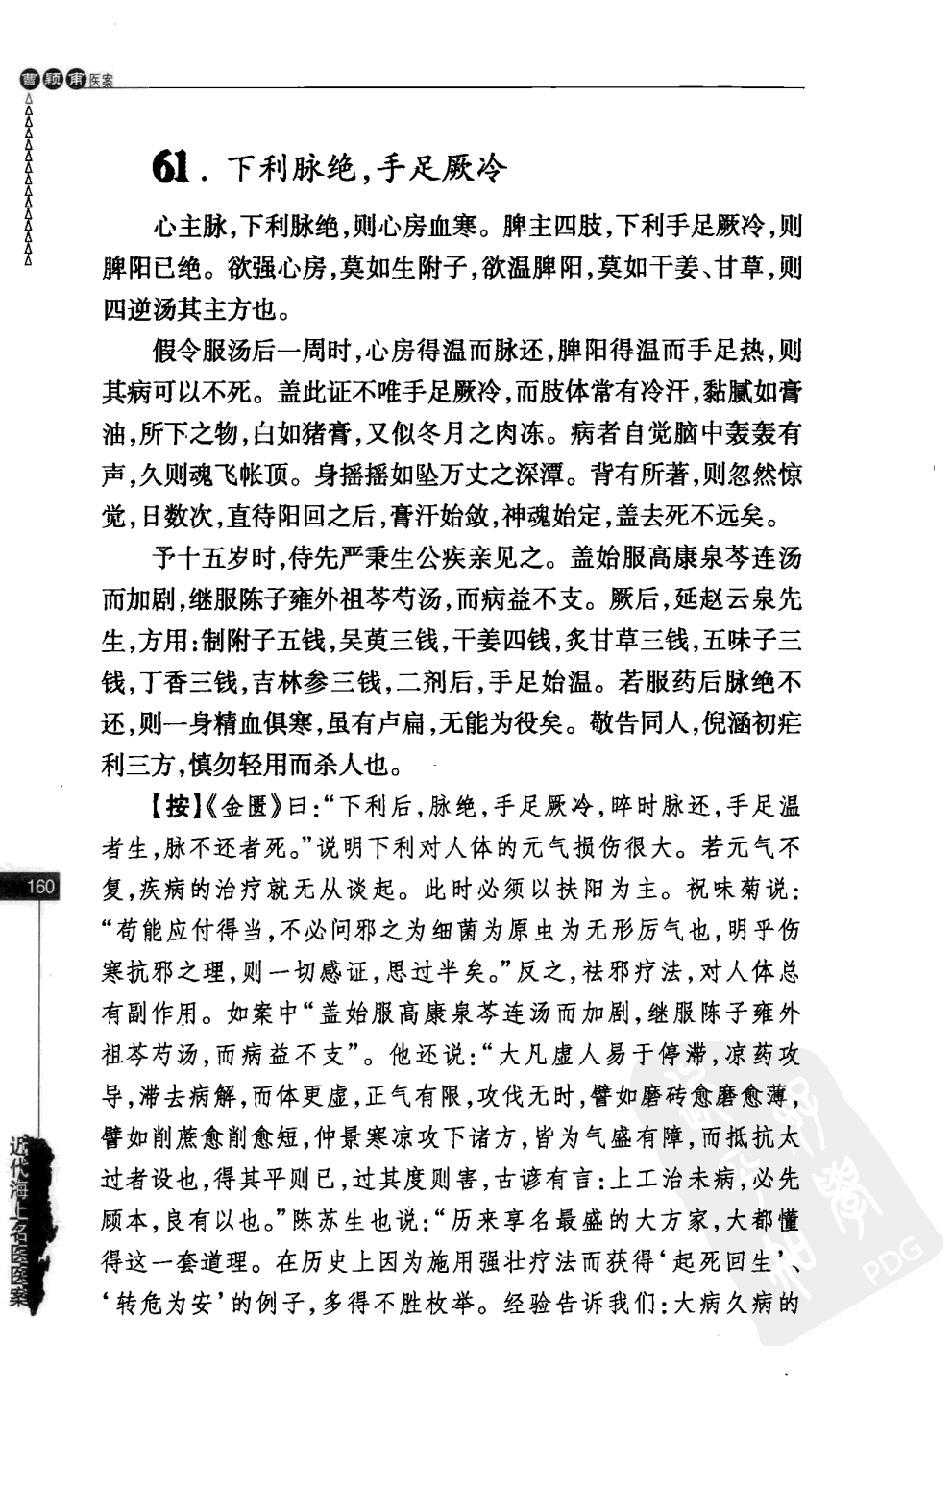 曹颖甫医案
61．下利脉绝，手足厥冷
心主脉，下利脉绝，则心房血寒。脾主四肢，下利手足厥冷，则
脾阳已绝。欲强心房，莫如生附子，欲温脾阳，莫如干姜、甘草，则
四逆汤其主方也。
假令服汤后一周时，心房得温而脉还，脾阳得温而手足热，则
其病可以不死。盖此证不唯手足厥冷，而肢体常有冷汗，黏腻如膏
油，所下之物，白如猪膏，又似冬月之肉冻。病者自觉脑中轰轰有
声，久则魂飞帐顶。身摇摇如坠万丈之深潭。背有所著，则忽然惊
觉，日数次，直待阳回之后，膏汗始敛，神魂始定，盖去死不远矣。
予十五岁时，侍先严秉生公疾亲见之。盖始服高康泉芩连汤
而加剧，继服陈子雍外祖芩芍汤，而病益不支。厥后，延赵云泉先
生，方用：制附子五钱，吴萸三钱，干姜四钱，炙甘草三钱，五味子三
钱，丁香三钱，吉林参三钱，二剂后，手足始温。若服药后脉绝不
还，则一身精血俱寒，虽有卢扁，无能为役矣。敬告同人，倪涵初疟
利三方，慎勿轻用而杀人也。
【按】《金匮》曰：“下利后，脉绝，手足厥冷，晬时脉还，手足温
者生，脉不还者死。”说明下利对人体的元气损伤很大。若元气不
复，疾病的治疗就无从谈起。此时必须以扶阳为主。祝味菊说：
“苟能应付得当，不必问邪之为细菌为原虫为无形厉气也，明乎伤
寒抗邪之理，则一切感证，思过半矣。”反之，祛邪疗法，对人体总
有副作用。如案中“盖始服高康泉芩连汤而加剧，继服陈子雍外
祖芩芍汤，而病益不支”。他还说：“大凡虚人易于停滞，凉药攻
导，滞去病解，而体更虚，正气有限，攻伐无时，譬如磨砖愈磨愈薄，
譬如削蔗愈削愈短，仲景寒凉攻下诸方，皆为气盛有障，而抵抗太
过者设也，得其平则已，过其度则害，古谚有言：上工治未病，必先
顾本，良有以也。”陈苏生也说：“历来享名最盛的大方家，大都懂
得这一套道理。在历史上因为施用强壮疗法而获得‘起死回生’、
‘转危为安’的例子，多得不胜枚举。经验告诉我们：大病久病的
160
近代海上名医医案
PDG